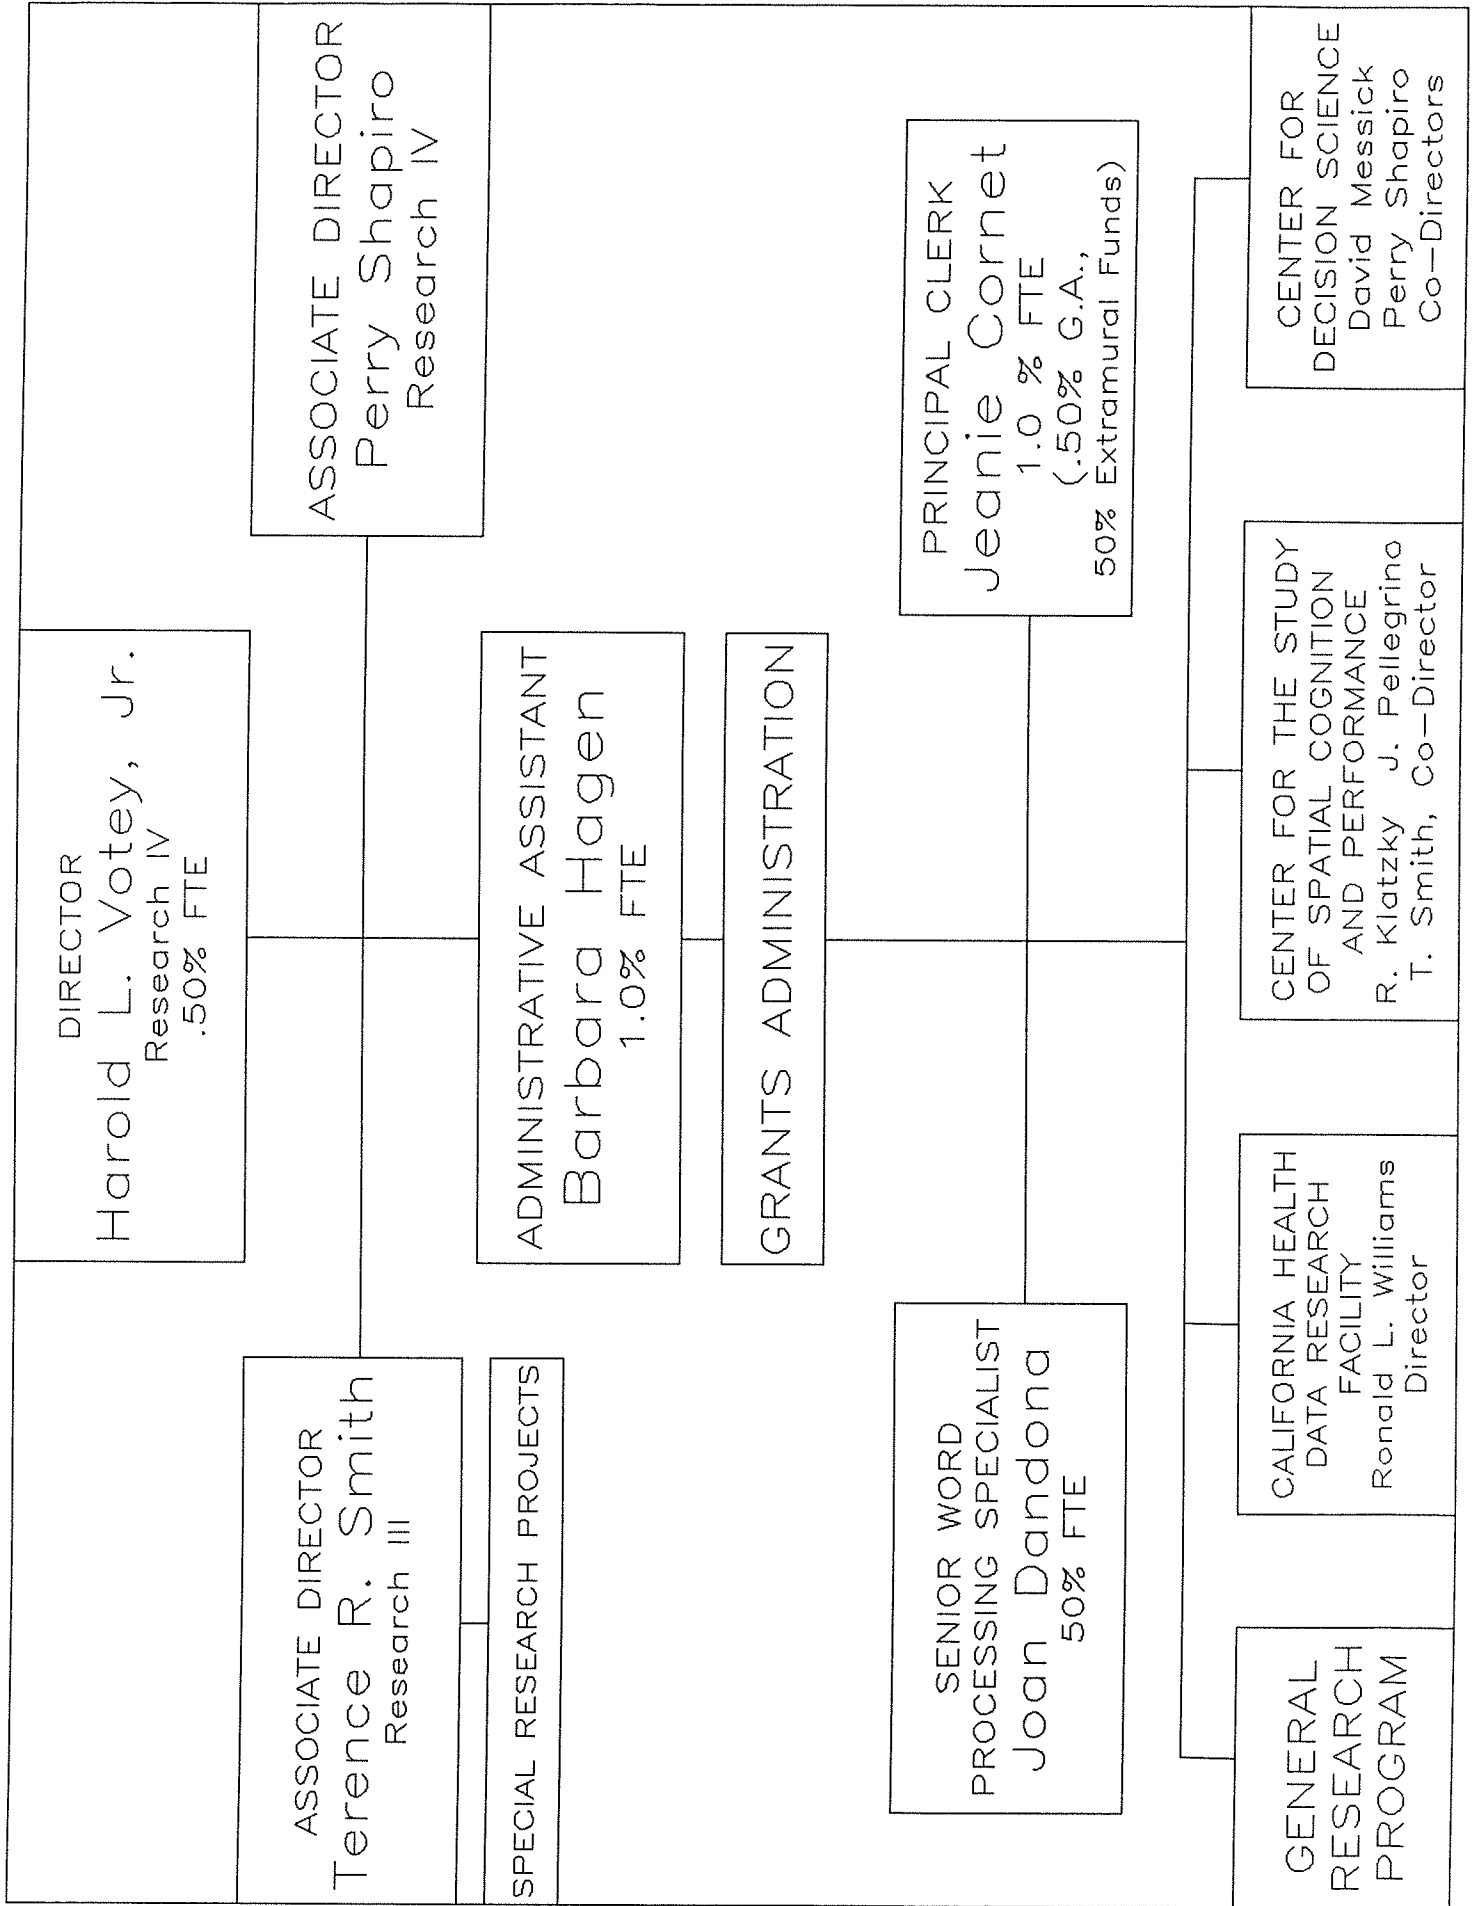 DIRECTOR
Harold L. Votey, Jr.
Research IV
.50% FTE
ASSOCIATE DIRECTOR
Terence R. Smith
Research III
SPECIAL RESEARCH PROJECTS
ASSOCIATE DIRECTOR
Perry Shapiro
Research IV
ADMINISTRATIVE ASSISTANT
Barbara Hagen
1.0% FTE
GRANTS ADMINISTRATION
SENIOR WORD
PROCESSING SPECIALIST
Joan Dandona
50% FTE
PRINCIPAL CLERK
Jeanie Cornet
1.0 % FTE
(.50% G.A.,
50% Extramural Funds)
GENERAL
RESEARCH
PROGRAM
CALIFORNIA HEALTH
DATA RESEARCH
FACILITY
Ronald L. Williams
Director
CENTER FOR THE STUDY
OF SPATIAL COGNITION
AND PERFORMANCE
R. Klatzky J. Pellegrino
T. Smith, Co-Director
CENTER FOR
DECISION SCIENCE
David Messick
Perry Shapiro
Co-Directors